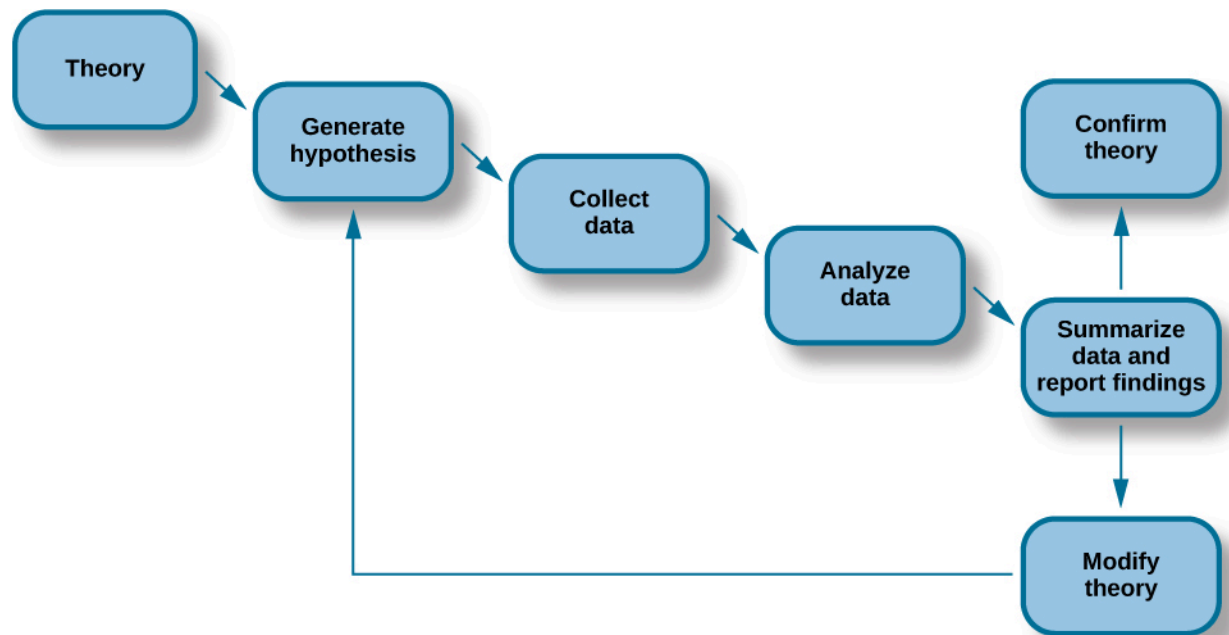 Theory
Generate
hypothesis
Collect
data
Analyze
data
Summarize
data and
report findings
Confirm
theory
Modify
theory